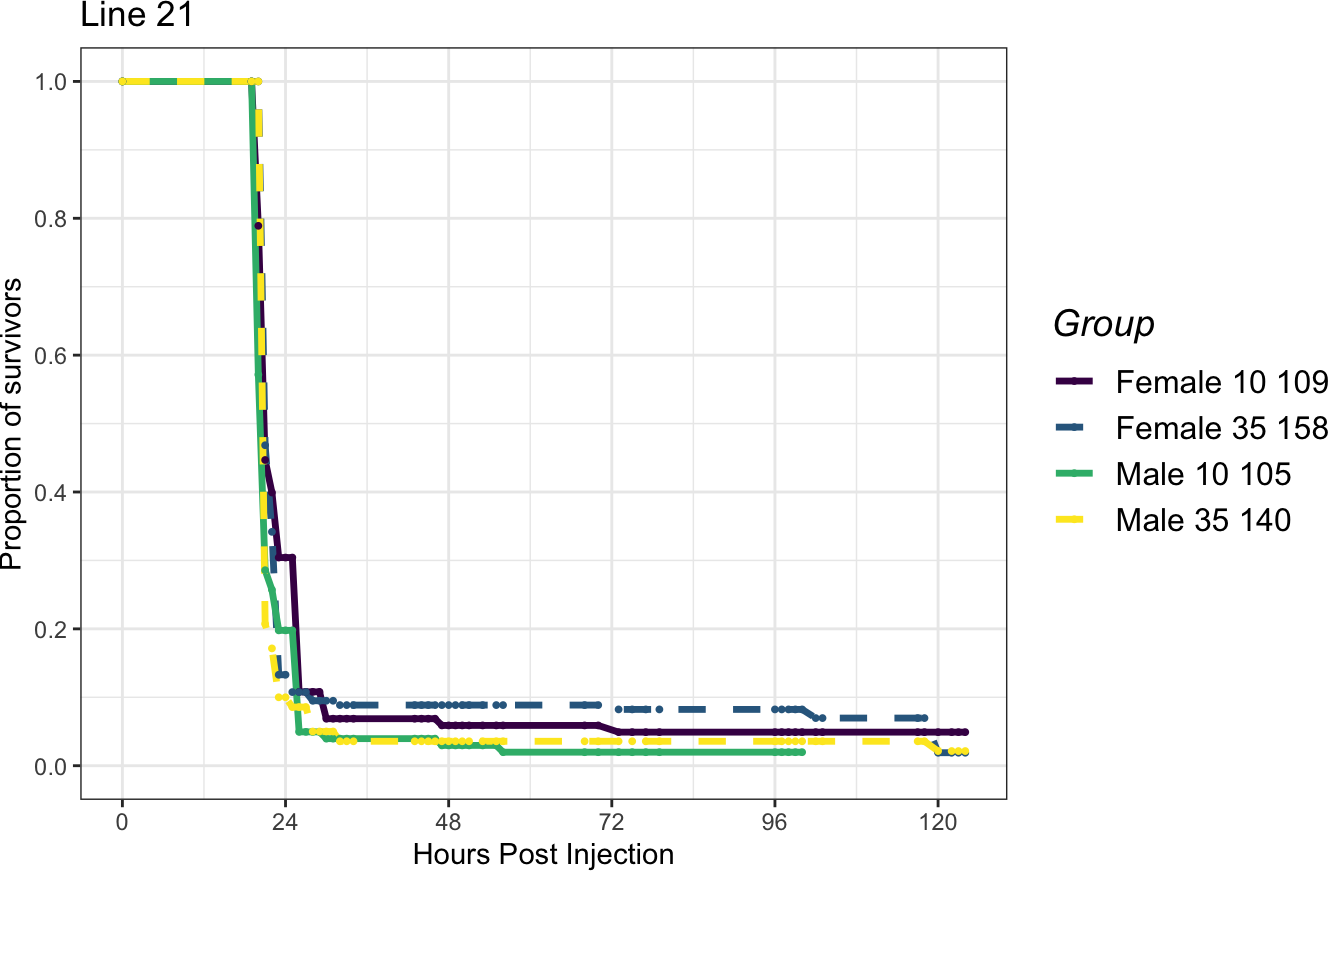 Line 21
1.0
0.8
0.6
0.4
0.2
0.0
Proportion of survivors
0 24 48 72 96 120
Hours Post Injection
Group
Female 10 109
Female 35 158
Male 10 105
Male 35 140